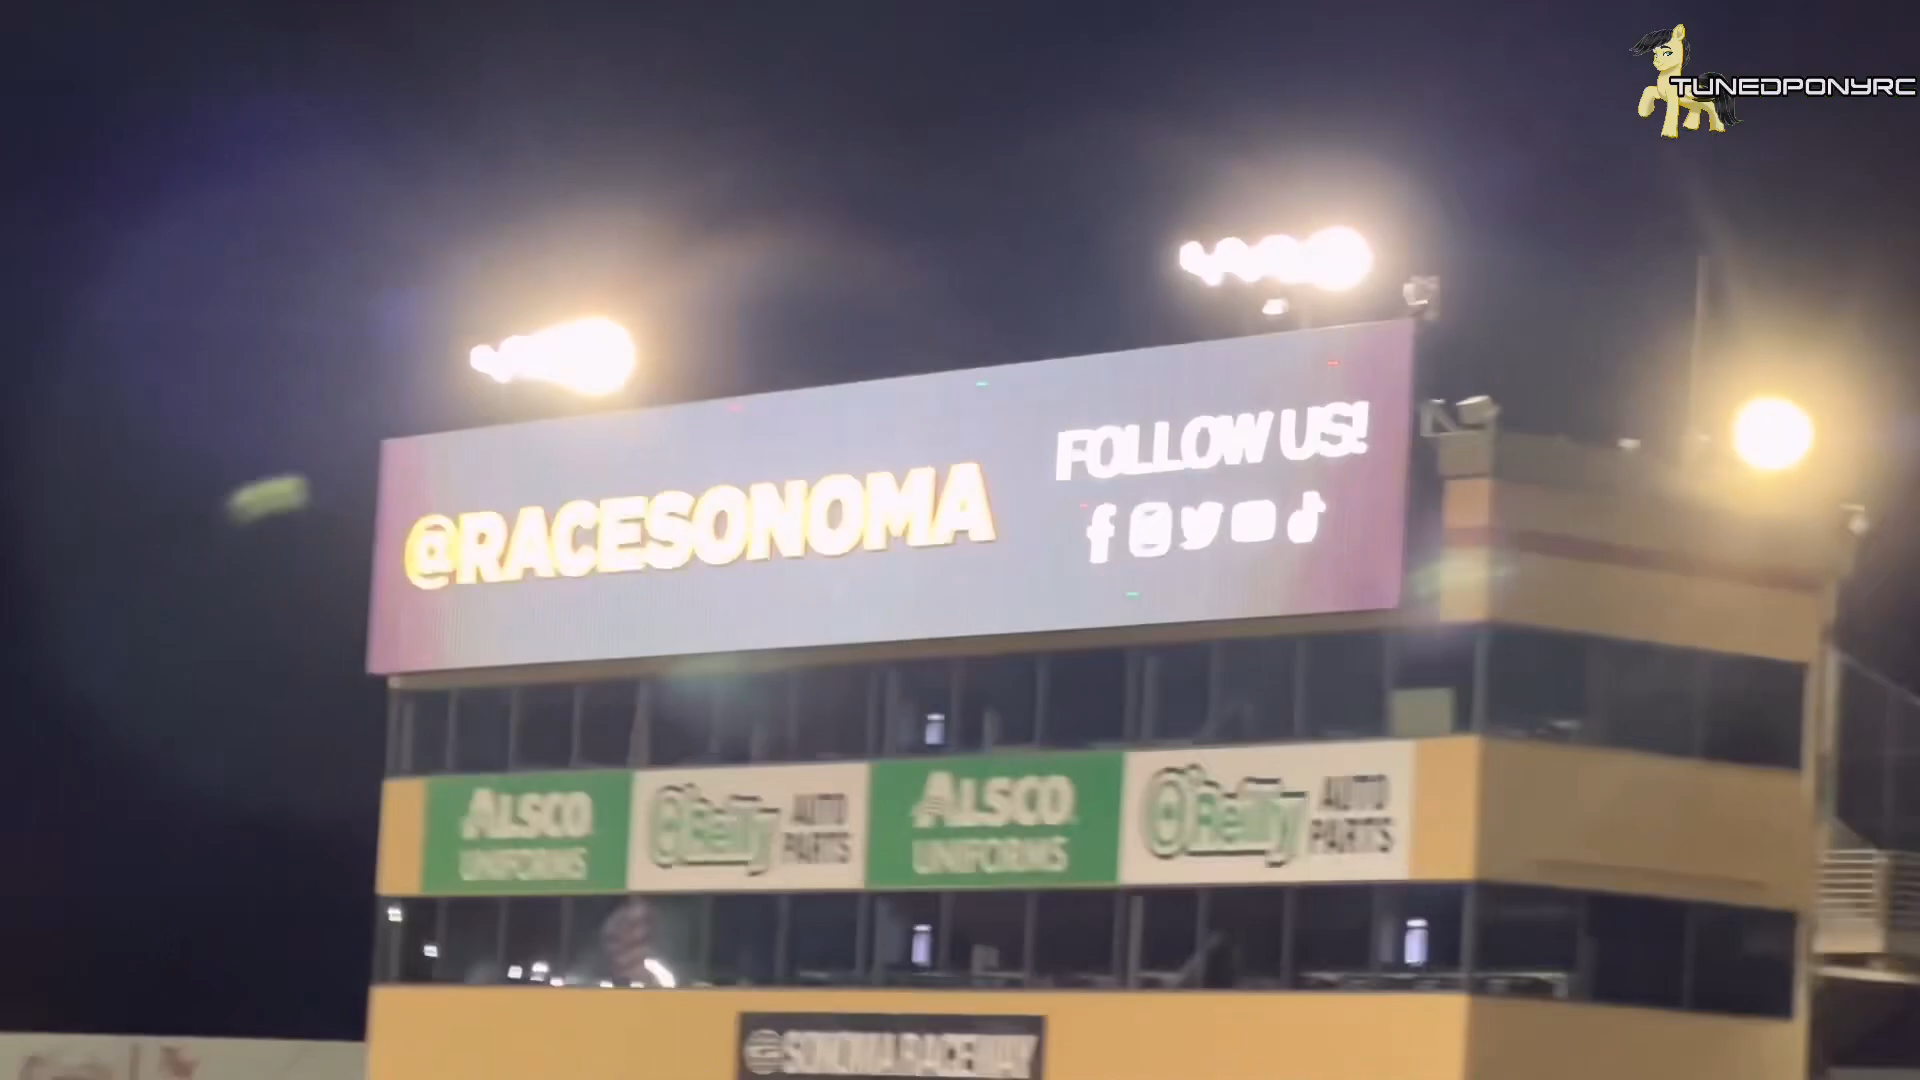 TUNEDPONYRC
FOLLOW US!
@RACESONOMA
ALSCO
UNIFORMS
O'Reilly
AUTO
PARTS
ALSCO
UNIFORMS
O'Reilly
AUTO
PARTS
SONOMA RACEWAY